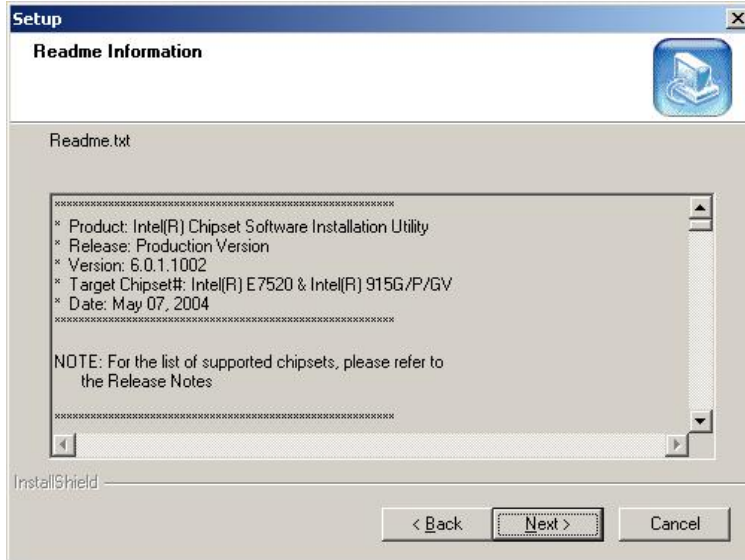 Setup
Readme Information
Readme.txt
*********************************************************
* Product: Intel(R) Chipset Software Installation Utility
* Release: Production Version
* Version: 6.0.1.1002
* Target Chipset#: Intel(R) E7520 & Intel(R) 915G/P/GV
* Date: May 07, 2004
*********************************************************
NOTE: For the list of supported chipsets, please refer to
the Release Notes
*********************************************************
InstallShield
< Back
Next >
Cancel